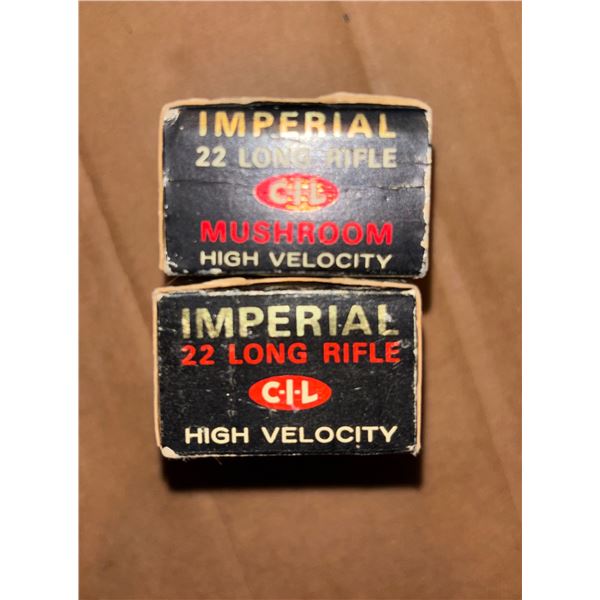 IMPERIAL
22 LONG RIFLE
C-I-L
MUSHROOM
HIGH VELOCITY
IMPERIAL
22 LONG RIFLE
C-I-L
HIGH VELOCITY